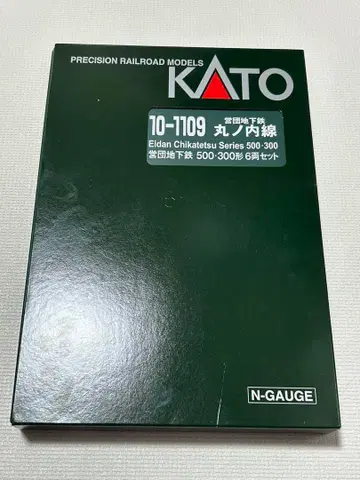 PRECISION RAILROAD MODELS
KATO
10-1109
営団地下鉄
丸ノ内線
Eidan Chikatetsu Series 500・300
営団地下鉄 500・300形 6両セット
N-GAUGE